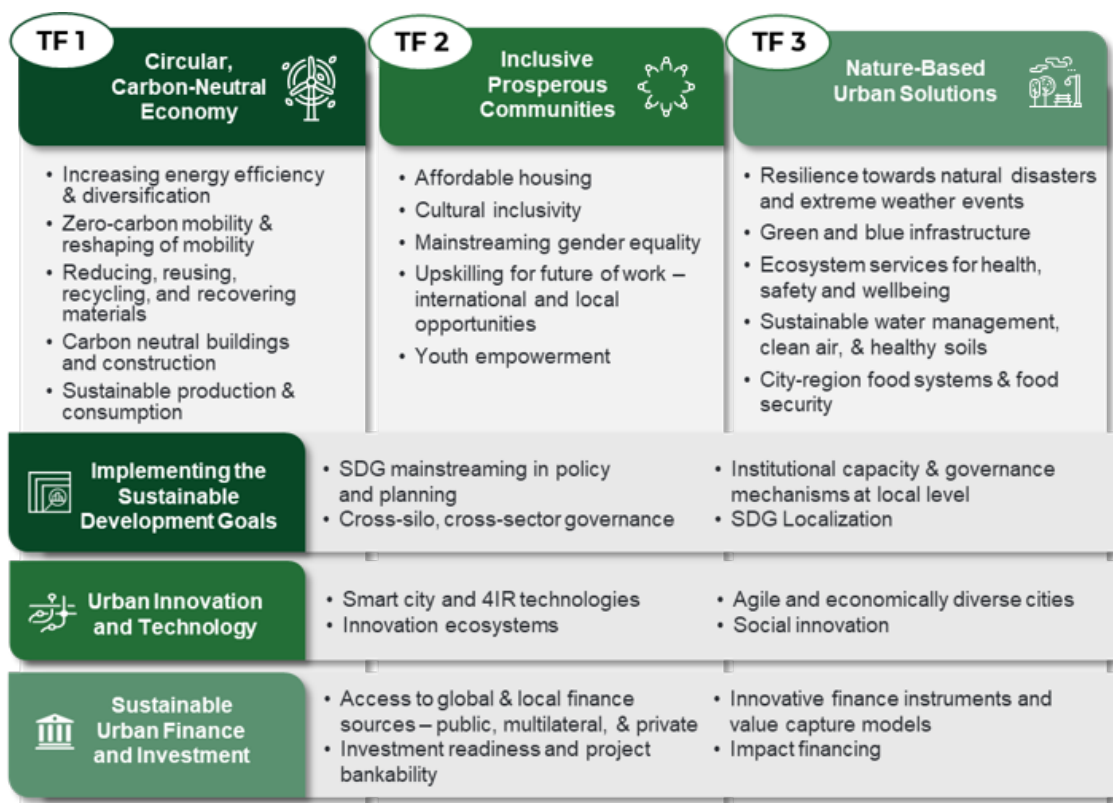 TF 1
Circular,
Carbon-Neutral
Economy
• Increasing energy efficiency
& diversification
• Zero-carbon mobility &
reshaping of mobility
• Reducing, reusing,
recycling, and recovering
materials
• Carbon neutral buildings
and construction
• Sustainable production &
consumption
TF 2
Inclusive
Prosperous
Communities
• Affordable housing
• Cultural inclusivity
• Mainstreaming gender equality
• Upskilling for future of work –
international and local
opportunities
• Youth empowerment
TF 3
Nature-Based
Urban Solutions
• Resilience towards natural disasters
and extreme weather events
• Green and blue infrastructure
• Ecosystem services for health,
safety and wellbeing
• Sustainable water management,
clean air, & healthy soils
• City-region food systems & food
security
Implementing the
Sustainable
Development Goals
• SDG mainstreaming in policy
and planning
• Cross-silo, cross-sector governance
• Institutional capacity & governance
mechanisms at local level
• SDG Localization
Urban Innovation
and Technology
• Smart city and 4IR technologies
• Innovation ecosystems
• Agile and economically diverse cities
• Social innovation
Sustainable
Urban Finance
and Investment
• Access to global & local finance
sources – public, multilateral, & private
• Investment readiness and project
bankability
• Innovative finance instruments and
value capture models
• Impact financing